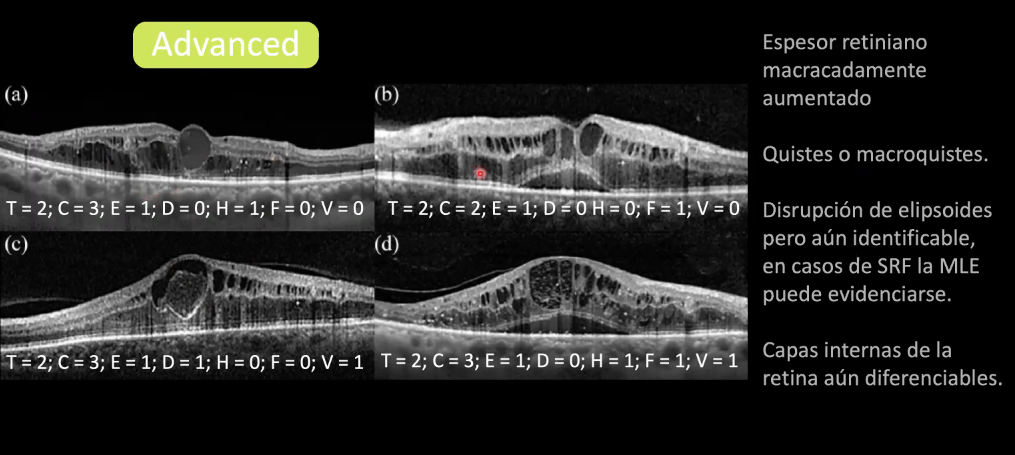 Advanced
(a)
T = 2; C = 3; E = 1; D = 0; H = 1; F = 0; V = 0
(b)
T = 2; C = 2; E = 1; D = 0 H = 0; F = 1; V = 0
(c)
T = 2; C = 3; E = 1; D = 1; H = 0; F = 0; V = 1
(d)
T = 2; C = 3; E = 1; D = 0; H = 1; F = 1; V = 1
Espesor retiniano
macracadamente
aumentado
Quistes o macroquistes.
Disrupción de elipsoides
pero aún identificable,
en casos de SRF la MLE
puede evidenciarse.
Capas internas de la
retina aún diferenciables.